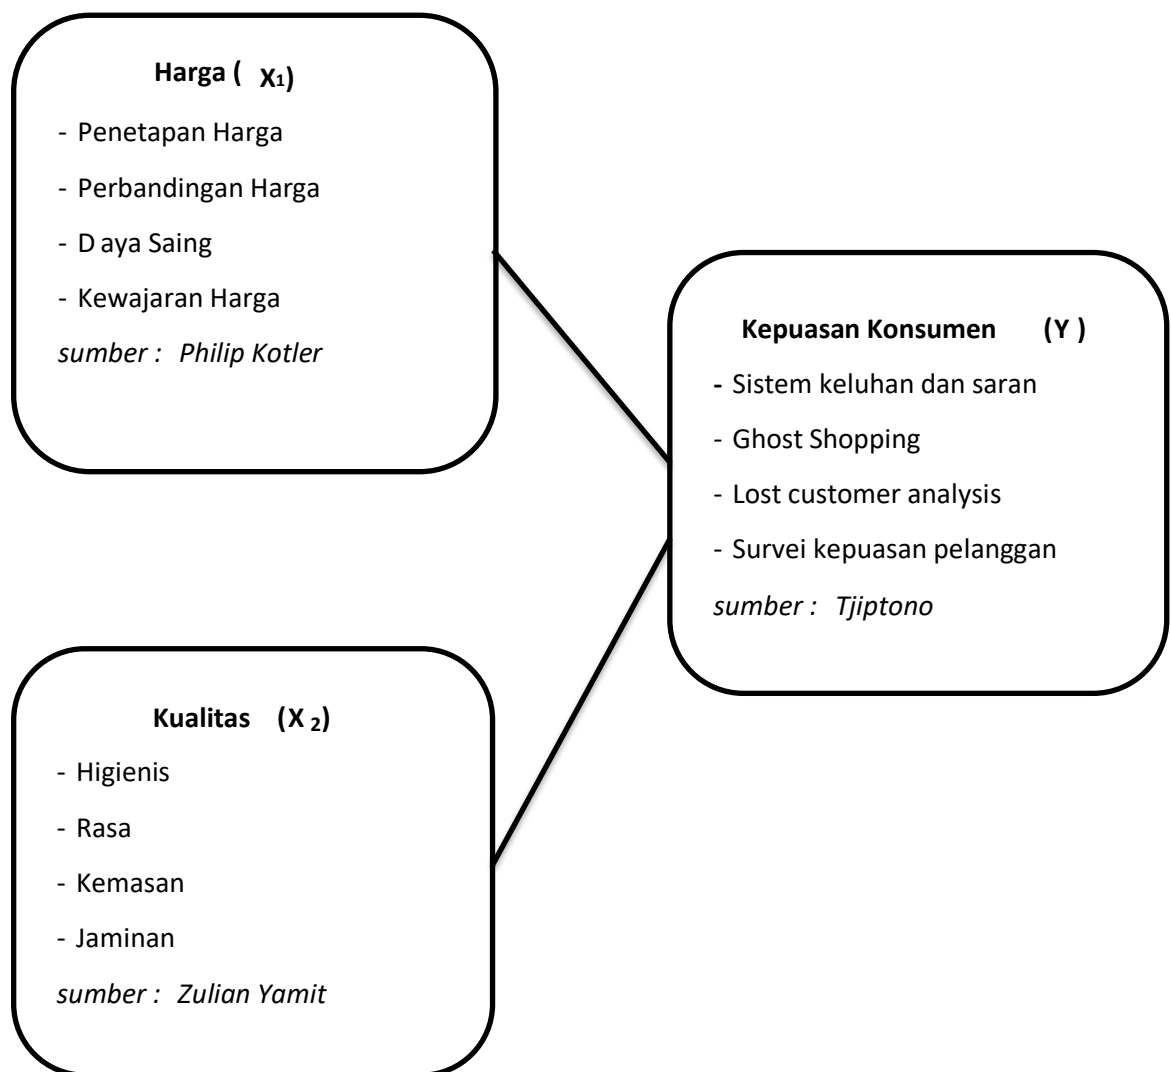 Harga ( X1)
- Penetapan Harga
- Perbandingan Harga
- D aya Saing
- Kewajaran Harga
sumber : Philip Kotler
Kepuasan Konsumen (Y )
- Sistem keluhan dan saran
- Ghost Shopping
- Lost customer analysis
- Survei kepuasan pelanggan
sumber : Tjiptono
Kualitas (X 2)
- Higienis
- Rasa
- Kemasan
- Jaminan
sumber : Zulian Yamit